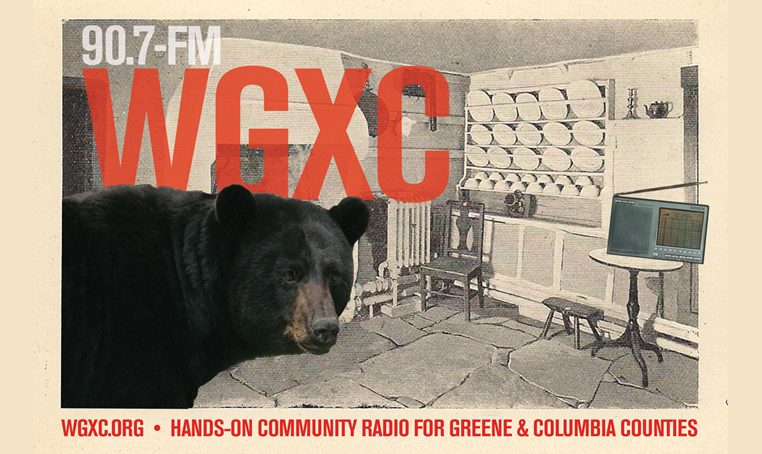 90.7-FM
WGXC
WGXC.ORG • HANDS-ON COMMUNITY RADIO FOR GREENE & COLUMBIA COUNTIES